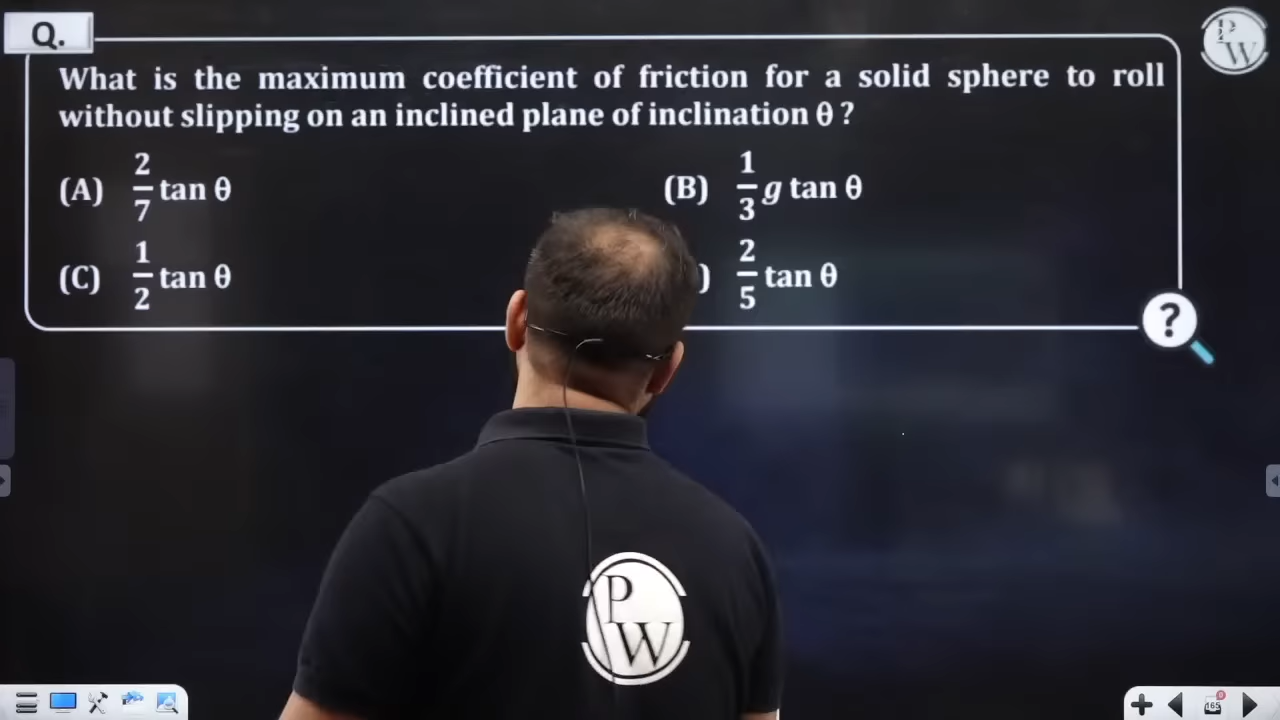 Q.
What is the maximum coefficient of friction for a solid sphere to roll
without slipping on an inclined plane of inclination θ ?
(A) 2/7 tan θ
(B) 1/3 g tan θ
(C) 1/2 tan θ
) 2/5 tan θ
?
PW
PW
165